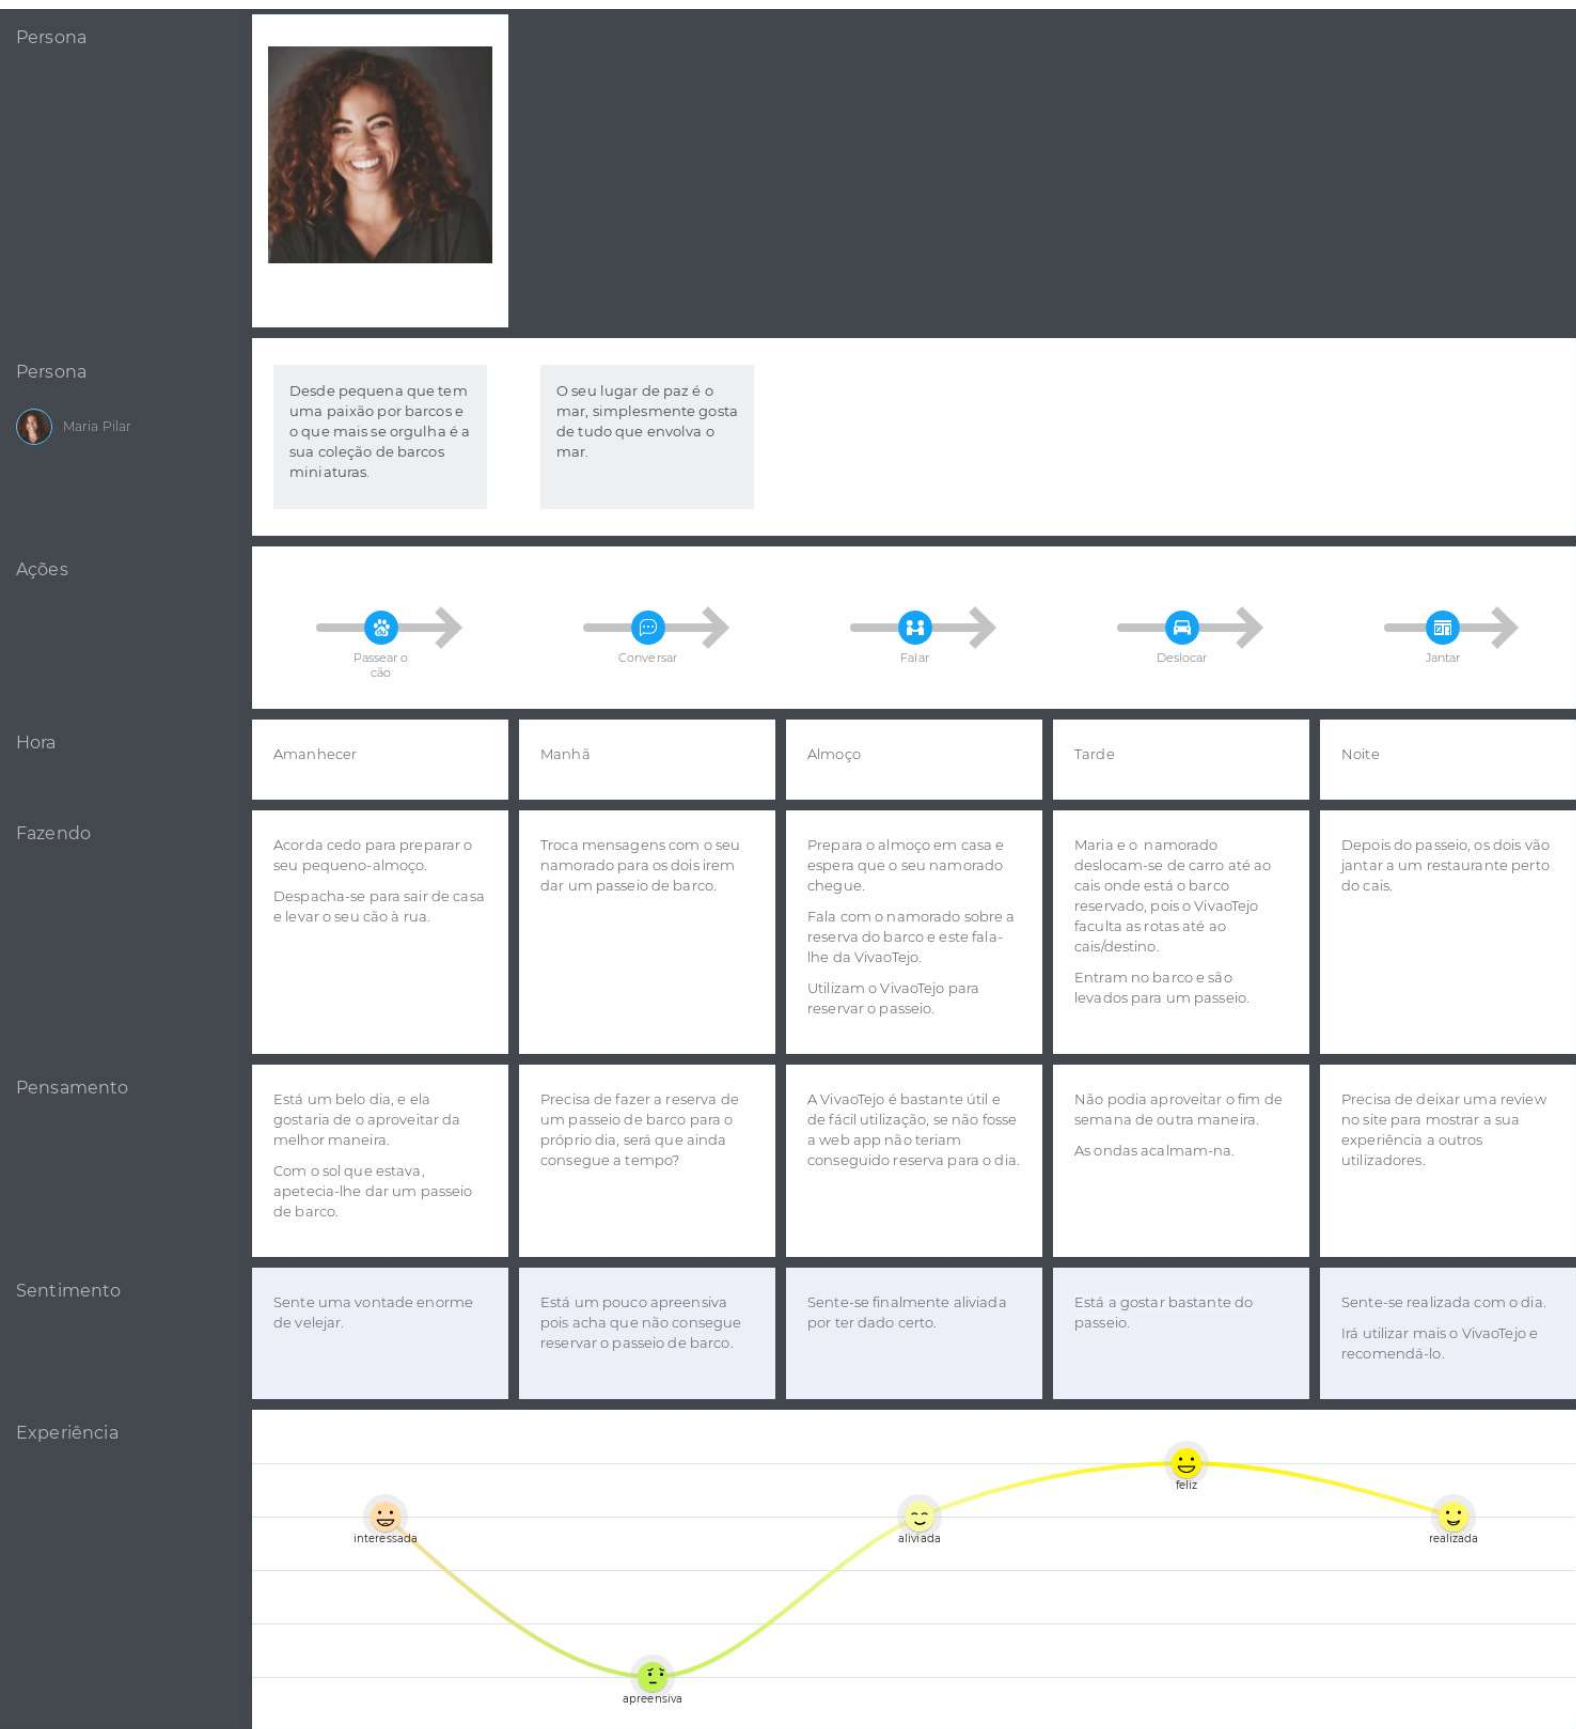 Persona
Persona
Maria Pilar
Desde pequena que tem
uma paixão por barcos e
o que mais se orgulha é a
sua coleção de barcos
miniaturas.
O seu lugar de paz é o
mar, simplesmente gosta
de tudo que envolva o
mar.
Ações
Passear o
cão
Conversar
Falar
Deslocar
Jantar
Hora
Amanhecer
Manhã
Almoço
Tarde
Noite
Fazendo
Acorda cedo para preparar o
seu pequeno-almoço.
Despacha-se para sair de casa
e levar o seu cão à rua.
Troca mensagens com o seu
namorado para os dois irem
dar um passeio de barco.
Prepara o almoço em casa e
espera que o seu namorado
chegue.
Fala com o namorado sobre a
reserva do barco e este fala-
lhe da VivaoTejo.
Utilizam o VivaoTejo para
reservar o passeio.
Maria e o namorado
deslocam-se de carro até ao
cais onde está o barco
reservado, pois o VivaoTejo
faculta as rotas até ao
cais/destino.
Entram no barco e são
levados para um passeio.
Depois do passeio, os dois vão
jantar a um restaurante perto
do cais.
Pensamento
Está um belo dia, e ela
gostaria de o aproveitar da
melhor maneira.
Com o sol que estava,
apetecia-lhe dar um passeio
de barco.
Precisa de fazer a reserva de
um passeio de barco para o
próprio dia, será que ainda
consegue a tempo?
A VivaoTejo é bastante útil e
de fácil utilização, se não fosse
a web app não teriam
conseguido reserva para o dia.
Não podia aproveitar o fim de
semana de outra maneira.
As ondas acalmam-na.
Precisa de deixar uma review
no site para mostrar a sua
experiência a outros
utilizadores.
Sentimento
Sente uma vontade enorme
de velejar.
Está um pouco apreensiva
pois acha que não consegue
reservar o passeio de barco.
Sente-se finalmente aliviada
por ter dado certo.
Está a gostar bastante do
passeio.
Sente-se realizada com o dia.
Irá utilizar mais o VivaoTejo e
recomendá-lo.
Experiência
interessada
apreensiva
aliviada
feliz
realizada